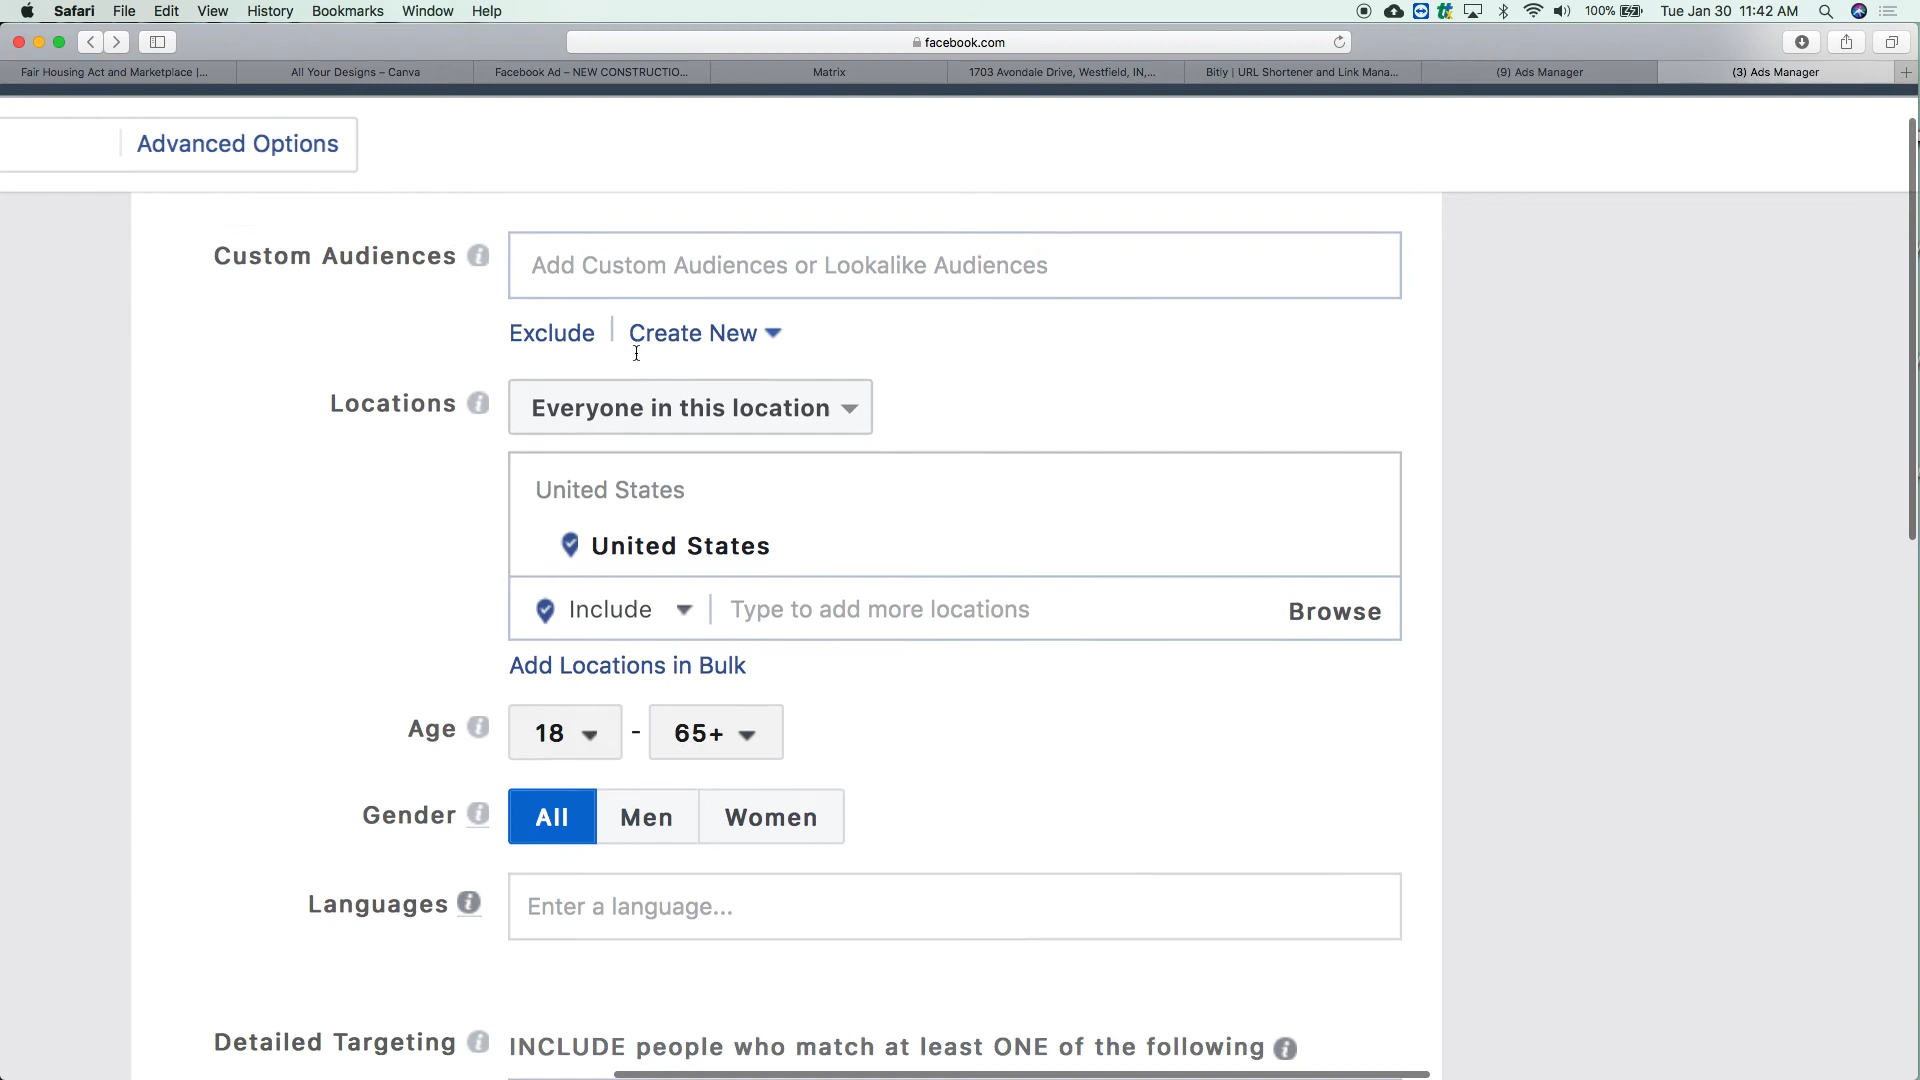 Safari File Edit View History Bookmarks Window Help 100% Tue Jan 30 11:42 AM
facebook.com
Fair Housing Act and Marketplace |... All Your Designs – Canva Facebook Ad – NEW CONSTRUCTIO... Matrix 1703 Avondale Drive, Westfield, IN,... Bitly | URL Shortener and Link Mana... (9) Ads Manager (3) Ads Manager
Advanced Options
Custom Audiences Add Custom Audiences or Lookalike Audiences
Exclude | Create New
Locations Everyone in this location
United States
United States
Include Type to add more locations Browse
Add Locations in Bulk
Age 18 - 65+
Gender All Men Women
Languages Enter a language...
Detailed Targeting INCLUDE people who match at least ONE of the following